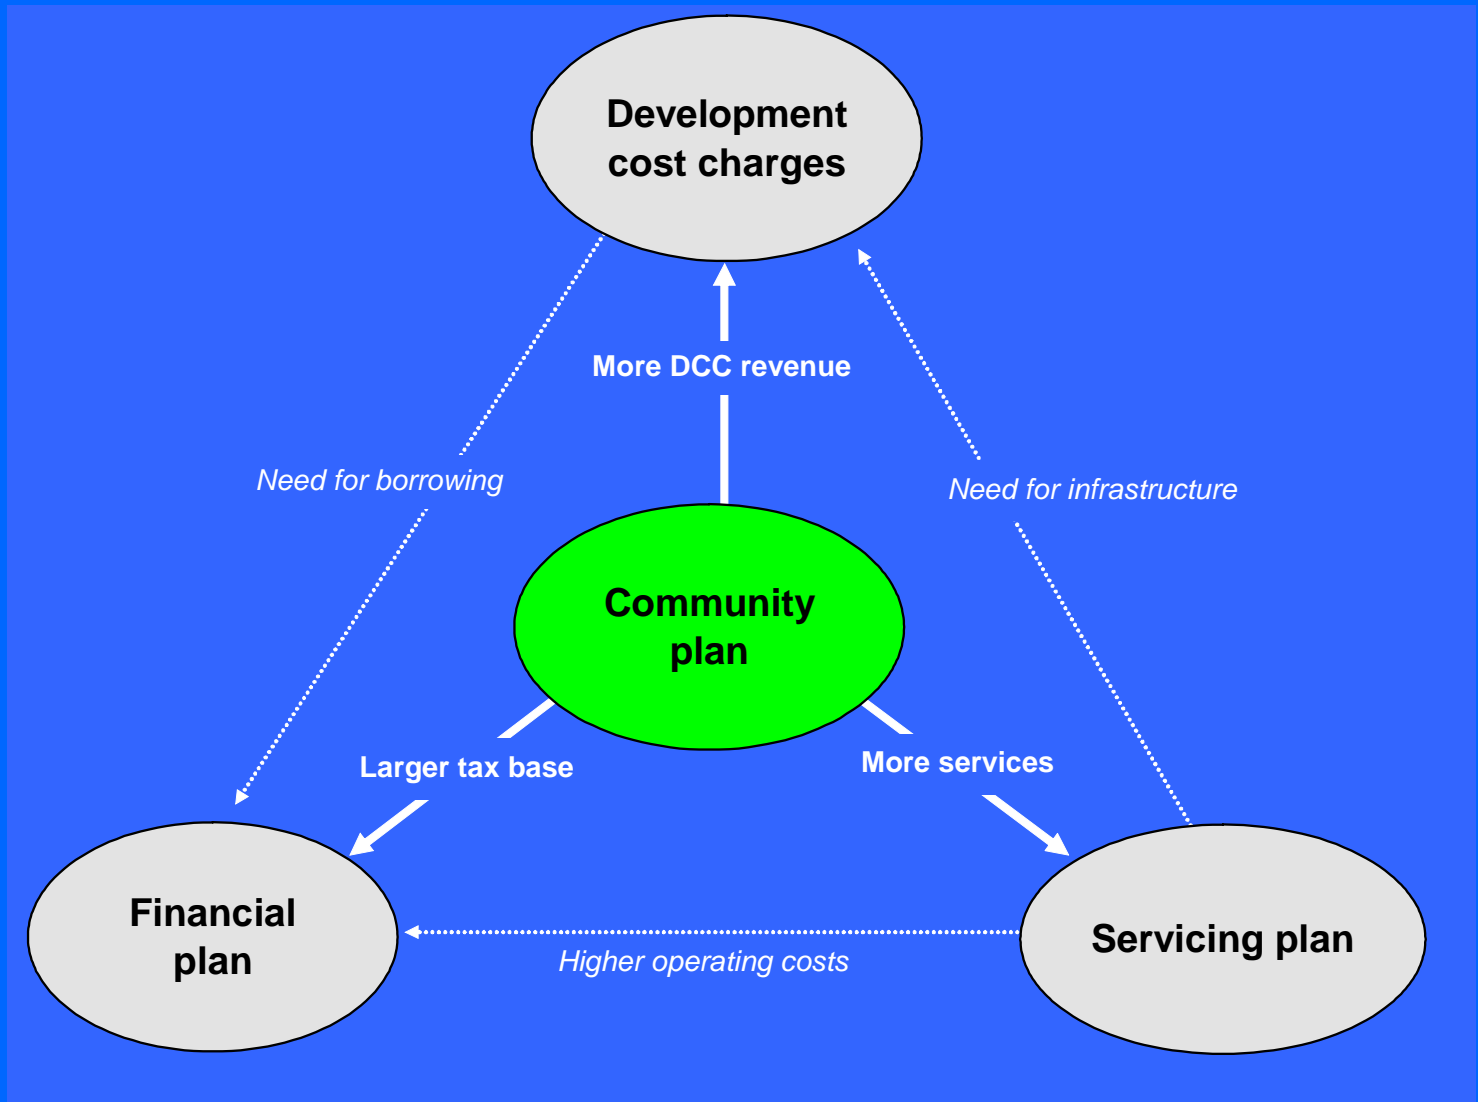 Development
cost charges
More DCC revenue
Need for borrowing
Need for infrastructure
Community
plan
Larger tax base
More services
Financial
plan
Servicing plan
Higher operating costs